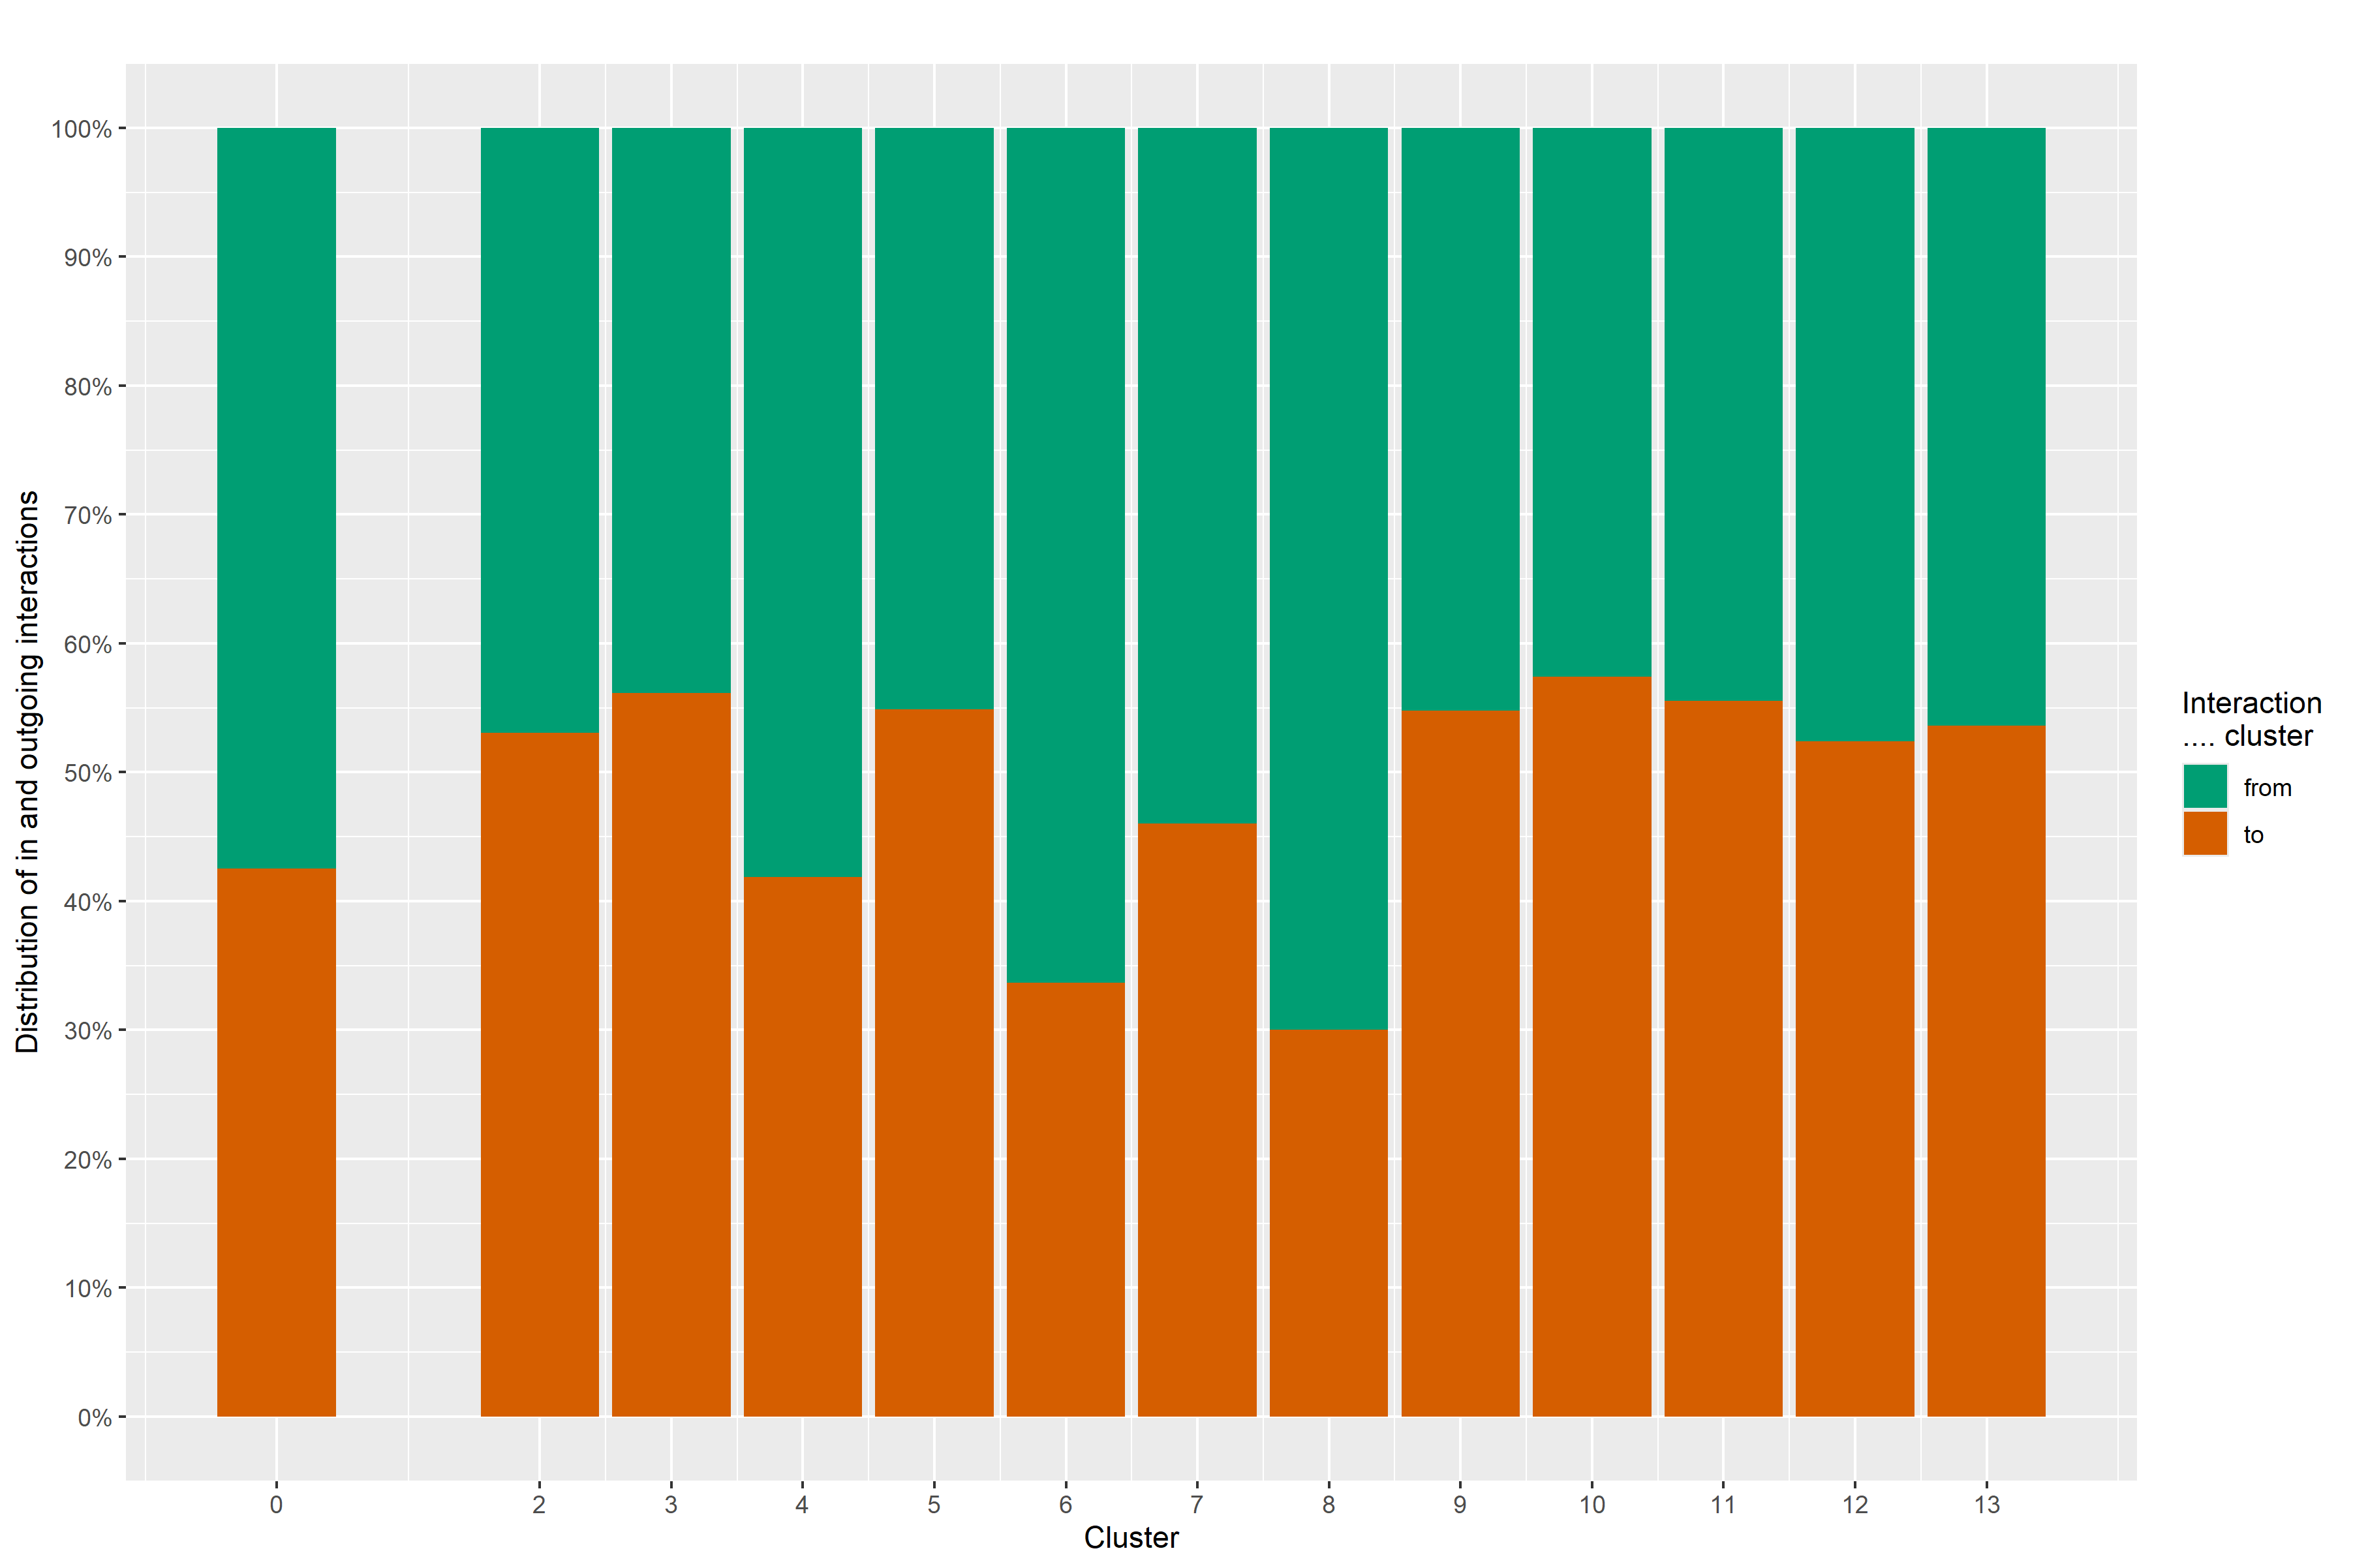 Distribution of in and outgoing interactions
100%
90%
80%
70%
60%
50%
40%
30%
20%
10%
0%
0 2 3 4 5 6 7 8 9 10 11 12 13
Cluster
Interaction
.... cluster
from
to